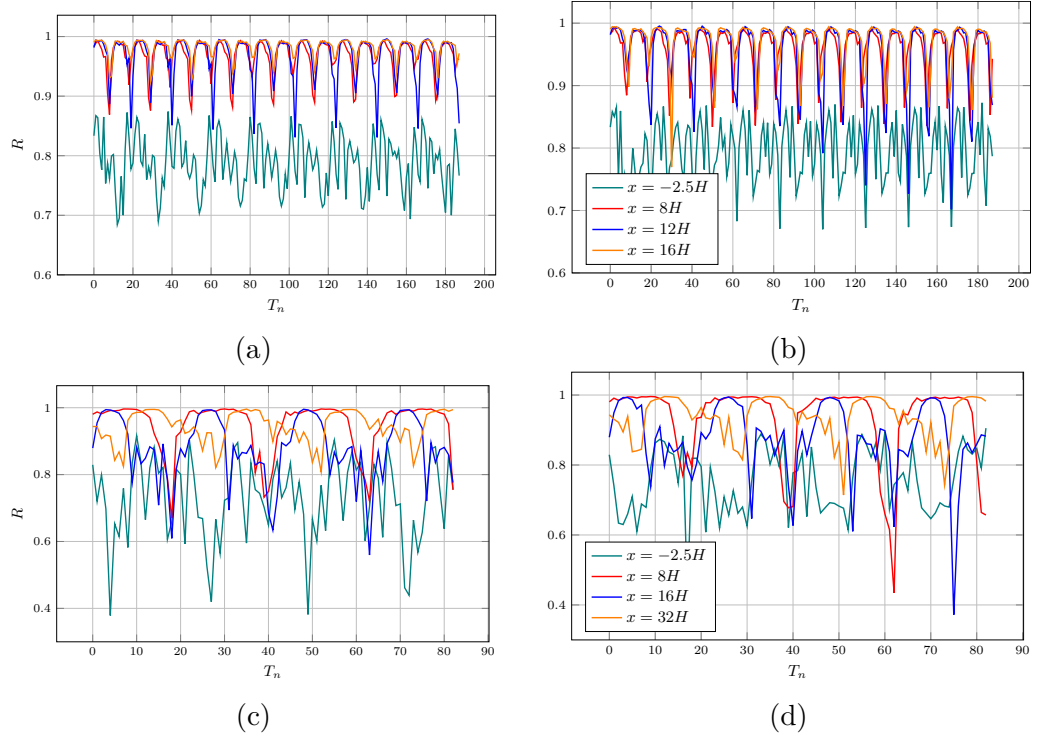 1
0.9
0.8
0.7
0.6
R
0 20 40 60 80 100 120 140 160 180 200
T_n
(a)
1
0.9
0.8
0.7
0.6
x = −2.5H
x = 8H
x = 12H
x = 16H
0 20 40 60 80 100 120 140 160 180 200
T_n
(b)
1
0.8
0.6
0.4
R
0 10 20 30 40 50 60 70 80 90
T_n
(c)
1
0.8
0.6
0.4
x = −2.5H
x = 8H
x = 16H
x = 32H
0 10 20 30 40 50 60 70 80 90
T_n
(d)